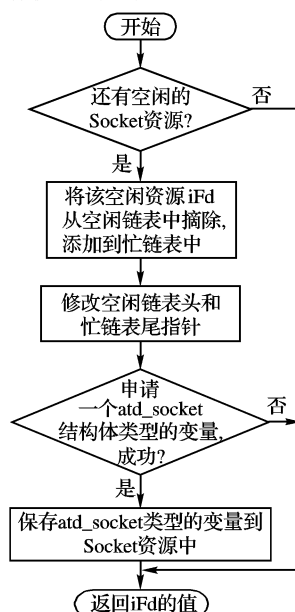 开始
还有空闲的
Socket资源?
否
是
将该空闲资源iFd
从空闲链表中摘除,
添加到忙链表中
修改空闲链表头和
忙链表尾指针
申请
一个atd_socket
结构体类型的变量,
成功?
否
是
保存atd_socket类型的变量到
Socket资源中
返回iFd的值